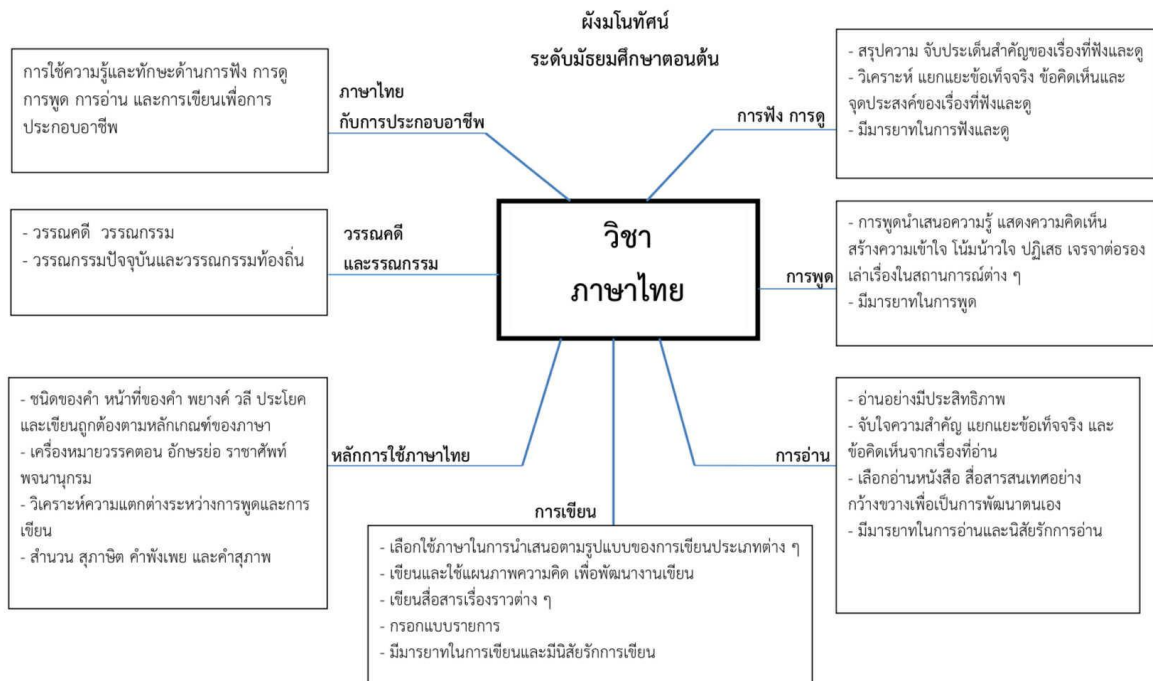 ผังมโนทัศน์
ระดับมัธยมศึกษาตอนต้น
วิชา
ภาษาไทย
การฟัง การดู
- สรุปความ จับประเด็นสำคัญของเรื่องที่ฟังและดู
- วิเคราะห์ แยกแยะข้อเท็จจริง ข้อคิดเห็นและ
จุดประสงค์ของเรื่องที่ฟังและดู
- มีมารยาทในการฟังและดู
การพูด
- การพูดนำเสนอความรู้ แสดงความคิดเห็น
สร้างความเข้าใจ โน้มน้าวใจ ปฏิเสธ เจรจาต่อรอง
เล่าเรื่องในสถานการณ์ต่าง ๆ
- มีมารยาทในการพูด
การอ่าน
- อ่านอย่างมีประสิทธิภาพ
- จับใจความสำคัญ แยกแยะข้อเท็จจริง และ
ข้อคิดเห็นจากเรื่องที่อ่าน
- เลือกอ่านหนังสือ สื่อสารสนเทศอย่าง
กว้างขวางเพื่อเป็นการพัฒนาตนเอง
- มีมารยาทในการอ่านและนิสัยรักการอ่าน
การเขียน
- เลือกใช้ภาษาในการนำเสนอตามรูปแบบของการเขียนประเภทต่าง ๆ
- เขียนและใช้แผนภาพความคิด เพื่อพัฒนางานเขียน
- เขียนสื่อสารเรื่องราวต่าง ๆ
- กรอกแบบรายการ
- มีมารยาทในการเขียนและมีนิสัยรักการเขียน
หลักการใช้ภาษาไทย
- ชนิดของคำ หน้าที่ของคำ พยางค์ วลี ประโยค
และเขียนถูกต้องตามหลักเกณฑ์ของภาษา
- เครื่องหมายวรรคตอน อักษรย่อ ราชาศัพท์
พจนานุกรม
- วิเคราะห์ความแตกต่างระหว่างการพูดและการ
เขียน
- สำนวน สุภาษิต คำพังเพย และคำสุภาพ
วรรณคดี
และรรณกรรม
- วรรณคดี วรรณกรรม
- วรรณกรรมปัจจุบันและวรรณกรรมท้องถิ่น
ภาษาไทย
กับการประกอบอาชีพ
การใช้ความรู้และทักษะด้านการฟัง การดู
การพูด การอ่าน และการเขียนเพื่อการ
ประกอบอาชีพ